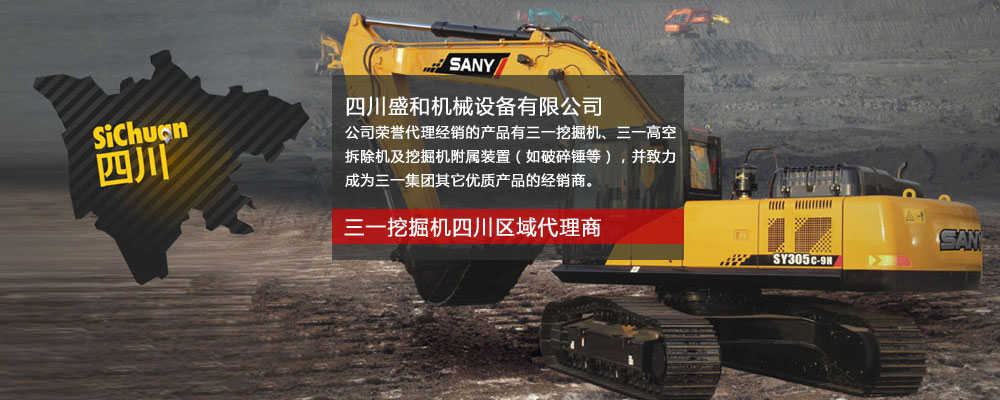 SiChuan
四川
SANY
四川盛和机械设备有限公司
公司荣誉代理经销的产品有三一挖掘机、三一高空
拆除机及挖掘机附属装置（如破碎锤等），并致力
成为三一集团其它优质产品的经销商。
三一挖掘机四川区域代理商
SY305C-9H
SANY